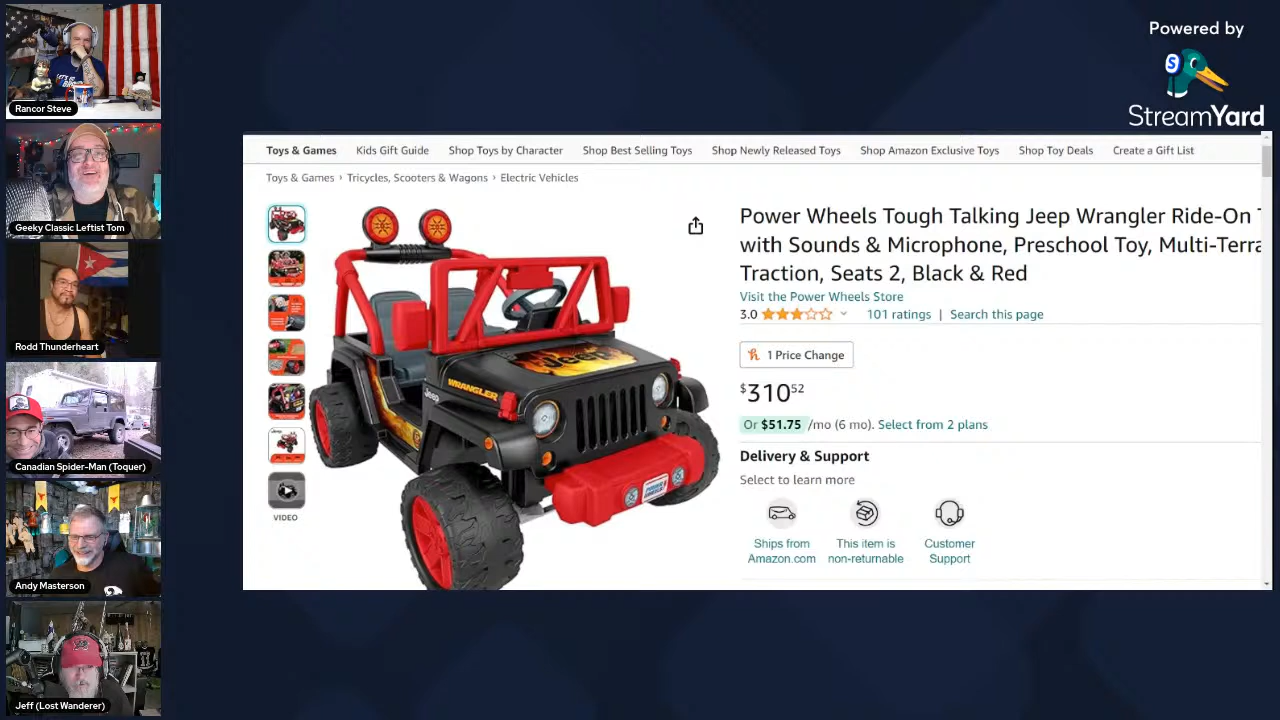 Powered by
StreamYard
Rancor Steve
Geeky Classic Leftist Tom
Rodd Thunderheart
Canadian Spider-Man (Toquer)
Andy Masterson
Jeff (Lost Wanderer)
Toys & Games Kids Gift Guide Shop Toys by Character Shop Best Selling Toys Shop Newly Released Toys Shop Amazon Exclusive Toys Shop Toy Deals Create a Gift List
Toys & Games › Tricycles, Scooters & Wagons › Electric Vehicles
VIDEO
Jeep
WRANGLER
Jeep
Power Wheels Tough Talking Jeep Wrangler Ride-On
with Sounds & Microphone, Preschool Toy, Multi-Terra
Traction, Seats 2, Black & Red
Visit the Power Wheels Store
3.0 101 ratings | Search this page
1 Price Change
$310 52
Or $51.75 /mo (6 mo). Select from 2 plans
Delivery & Support
Select to learn more
Ships from
Amazon.com
This item is
non-returnable
Customer
Support